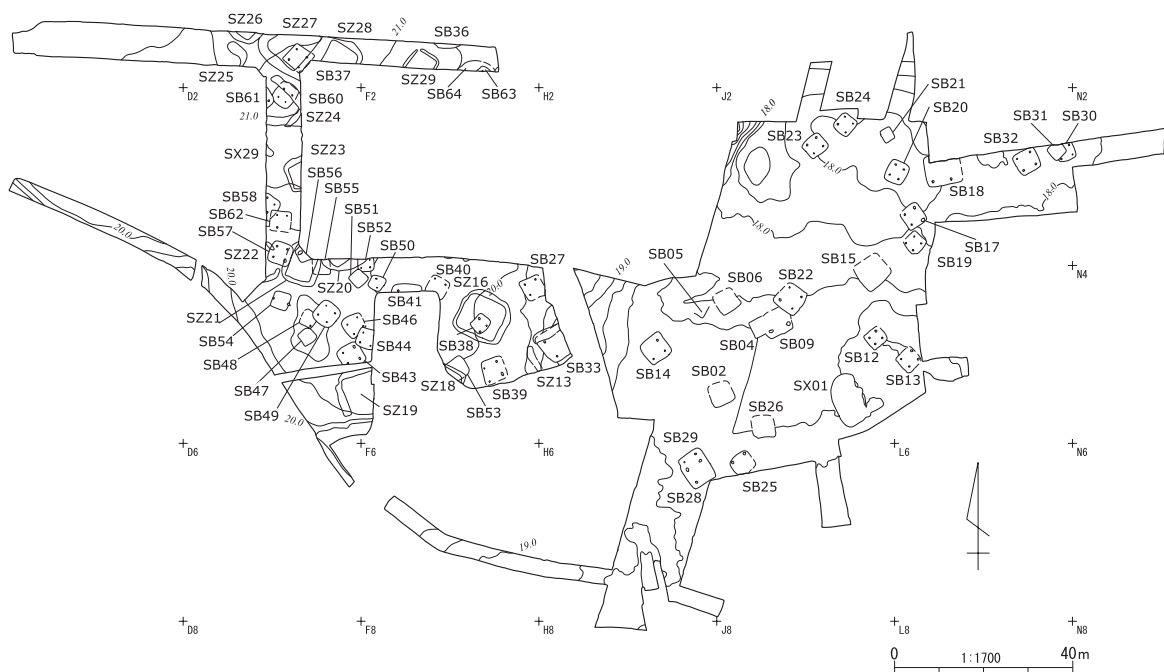 SZ26
SZ27
SZ28
21.0
SB36
SZ25
SB37
SZ29
SB64
SB63
D2
F2
H2
J2
N2
SB61
SB60
21.0
SZ24
SX29
SZ23
SB56
SB55
SB58
SB62
SB57
SZ22
SB51
SB52
SB50
SB40
SZ16
SB27
20.0
20.0
20.0
SZ20
SB41
SZ21
SB54
SB48
SB47
SB49
SB46
SB44
SB43
SZ19
20.0
SB38
SZ18
SB53
SB39
SZ13
SB33
18.0
SB24
SB23
SB21
SB20
SB32
SB31
SB30
18.0
SB18
18.0
18.0
SB17
SB19
N4
19.0
SB05
SB06
SB22
SB15
SB04
SB09
SB14
SB02
SB12
SB13
SX01
SB26
SB29
SB28
SB25
D6
F6
H6
L6
N6
19.0
D8
F8
H8
J8
L8
N8
0
1:1700
40m